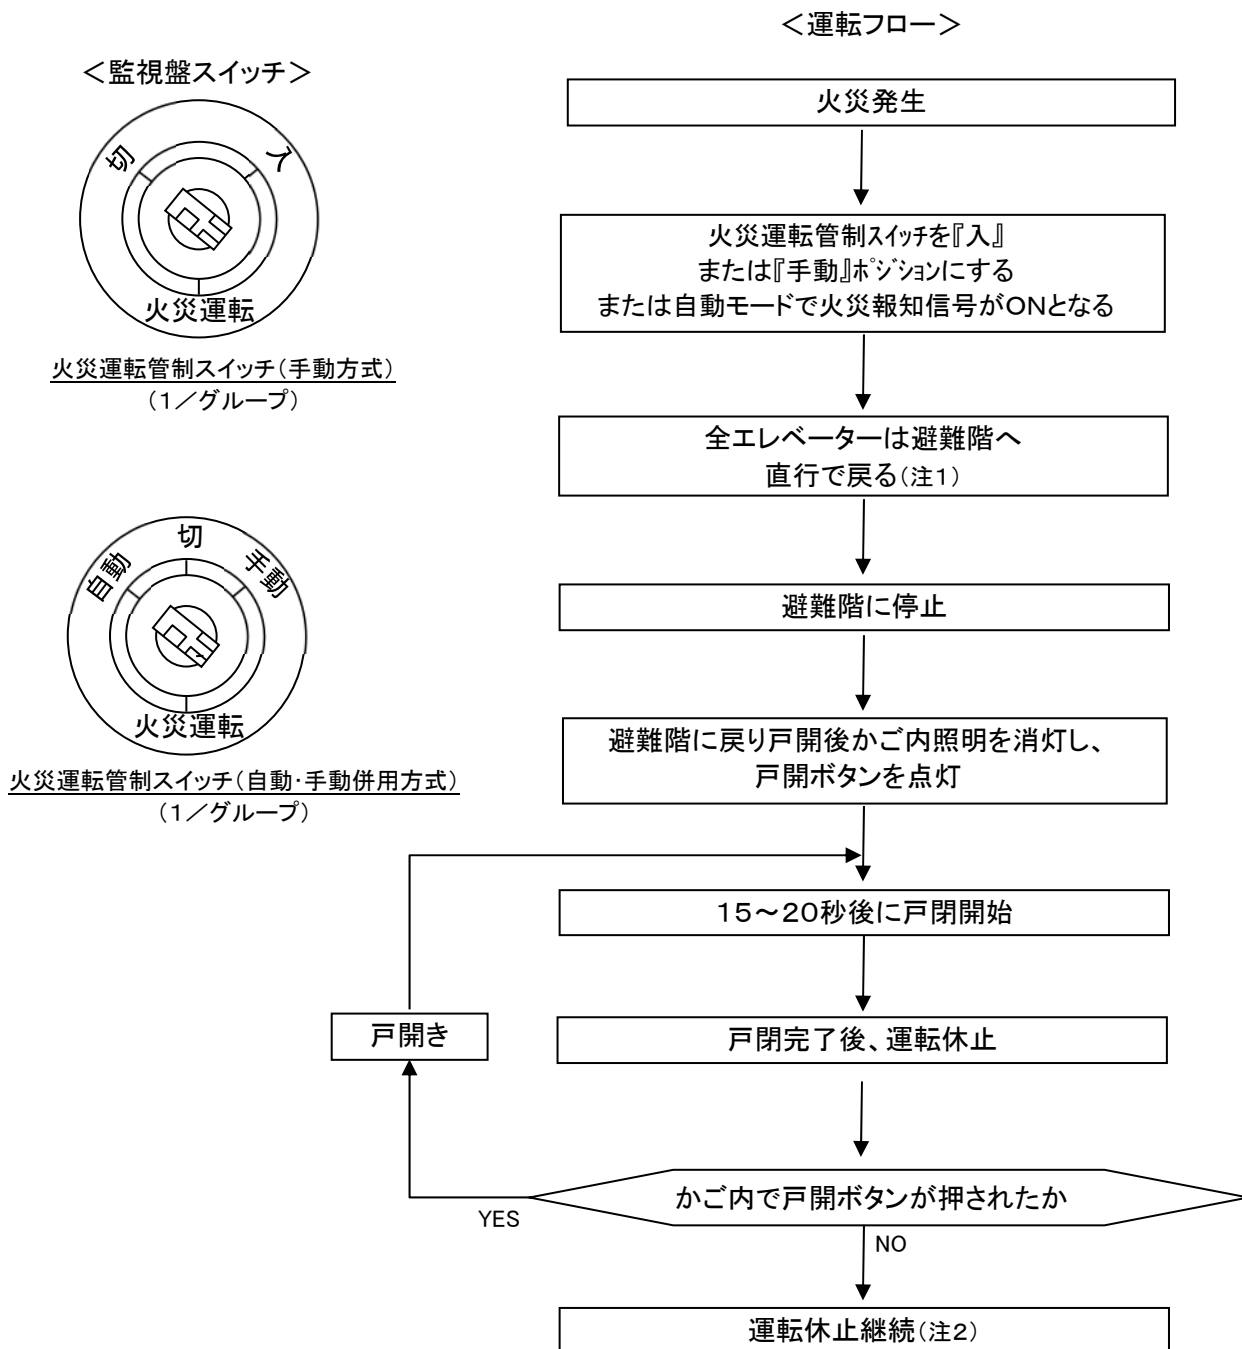 ＜監視盤スイッチ＞
切
入
火災運転
火災運転管制スイッチ（手動方式）
（１／グループ）
自動
切
手動
火災運転
火災運転管制スイッチ（自動・手動併用方式）
（１／グループ）
＜運転フロー＞
火災発生
火災運転管制ｽｲｯﾁを『入』
または『手動』ﾎﾟｼﾞｼｮﾝにする
または自動モードで火災報知信号がＯＮとなる
全エレベーターは避難階へ
直行で戻る（注１）
避難階に停止
避難階に戻り戸開後かご内照明を消灯し、
戸開ボタンを点灯
１５～２０秒後に戸閉開始
戸開き
戸閉完了後、運転休止
かご内で戸開ボタンが押されたか
YES
NO
運転休止継続（注２）